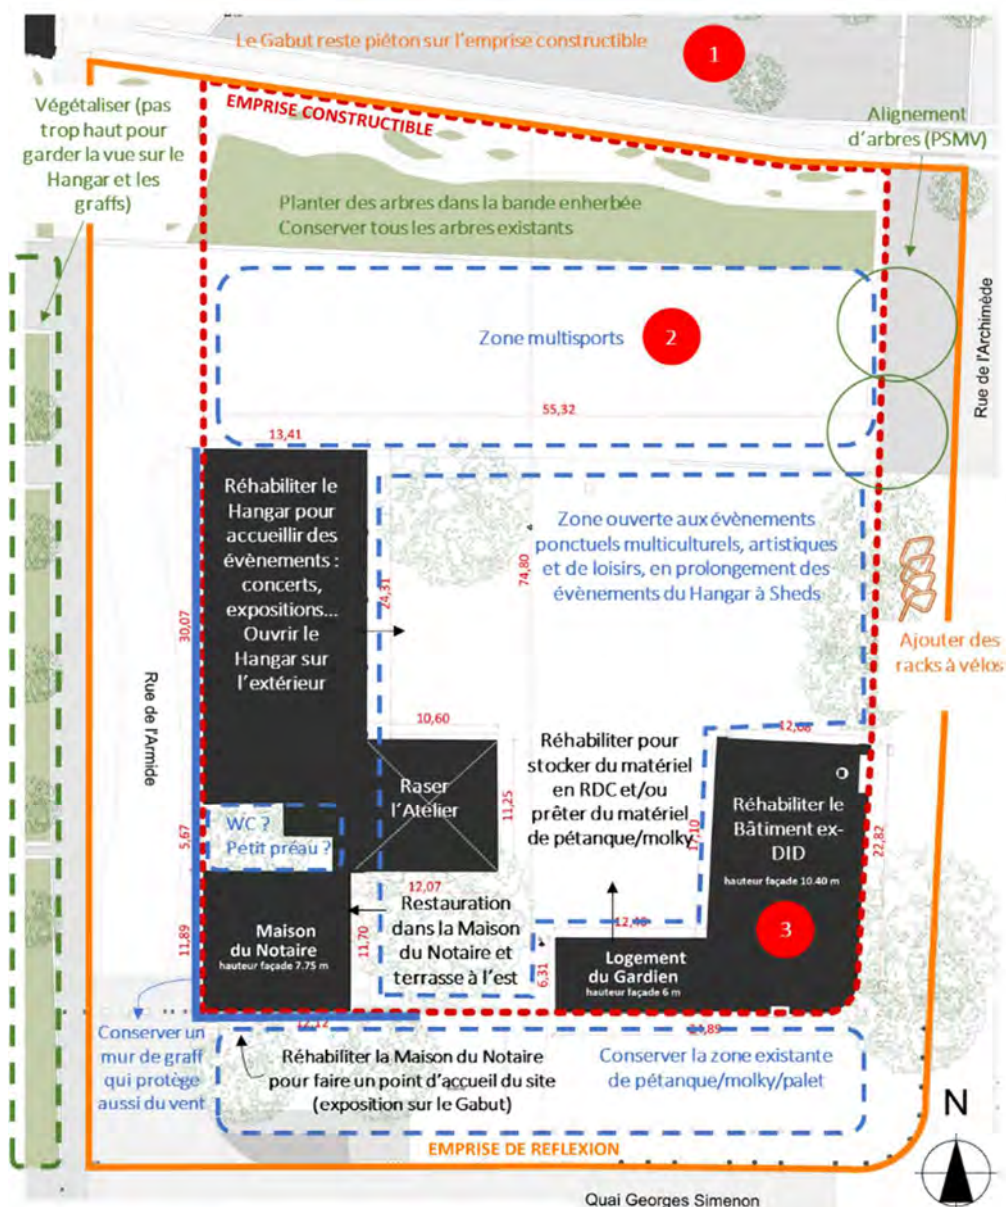 Le Gabut reste piéton sur l'emprise constructible
1
Végétaliser (pas
trop haut pour
garder la vue sur le
Hangar et les
graffs)
EMPRISE CONSTRUCTIBLE
Alignement
d'arbres (PSMV)
Planter des arbres dans la bande enherbée
Conserver tous les arbres existants
Rue de l'Archimède
Zone multisports
2
55,32
13,41
Réhabiliter le
Hangar pour
accueillir des
évènements :
concerts,
expositions...
Ouvrir le
Hangar sur
l'extérieur
Zone ouverte aux évènements
ponctuels multiculturels, artistiques
et de loisirs, en prolongement des
évènements du Hangar à Sheds
74,80
24,31
30,07
Ajouter des
racks à vélos
Rue de l'Armide
10,60
Raser
l'Atelier
11,25
Réhabiliter pour
stocker du matériel
en RDC et/ou
prêter du matériel
de pétanque/molky
17,10
Réhabiliter le
Bâtiment ex-
DID
hauteur façade 10.40 m
22,82
3
WC ?
Petit préau ?
5,67
12,07
Restauration
dans la Maison
du Notaire et
terrasse à l'est
11,89
Maison
du Notaire
hauteur façade 7.75 m
11,70
6,31
Logement
du Gardien
hauteur façade 6 m
12,12
Conserver un
mur de graff
qui protège
aussi du vent
Réhabiliter la Maison du Notaire
pour faire un point d'accueil du site
(exposition sur le Gabut)
Conserver la zone existante
de pétanque/molky/palet
N
EMPRISE DE REFLEXION
Quai Georges Simenon